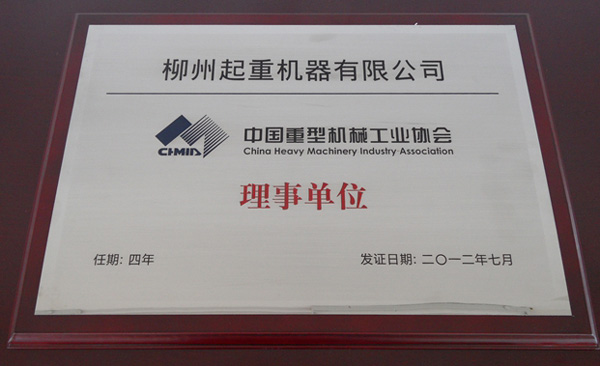 柳州起重机器有限公司
CHMIA
中国重型机械工业协会
China Heavy Machinery Industry Association
理事单位
任期: 四年
发证日期: 二〇一二年七月